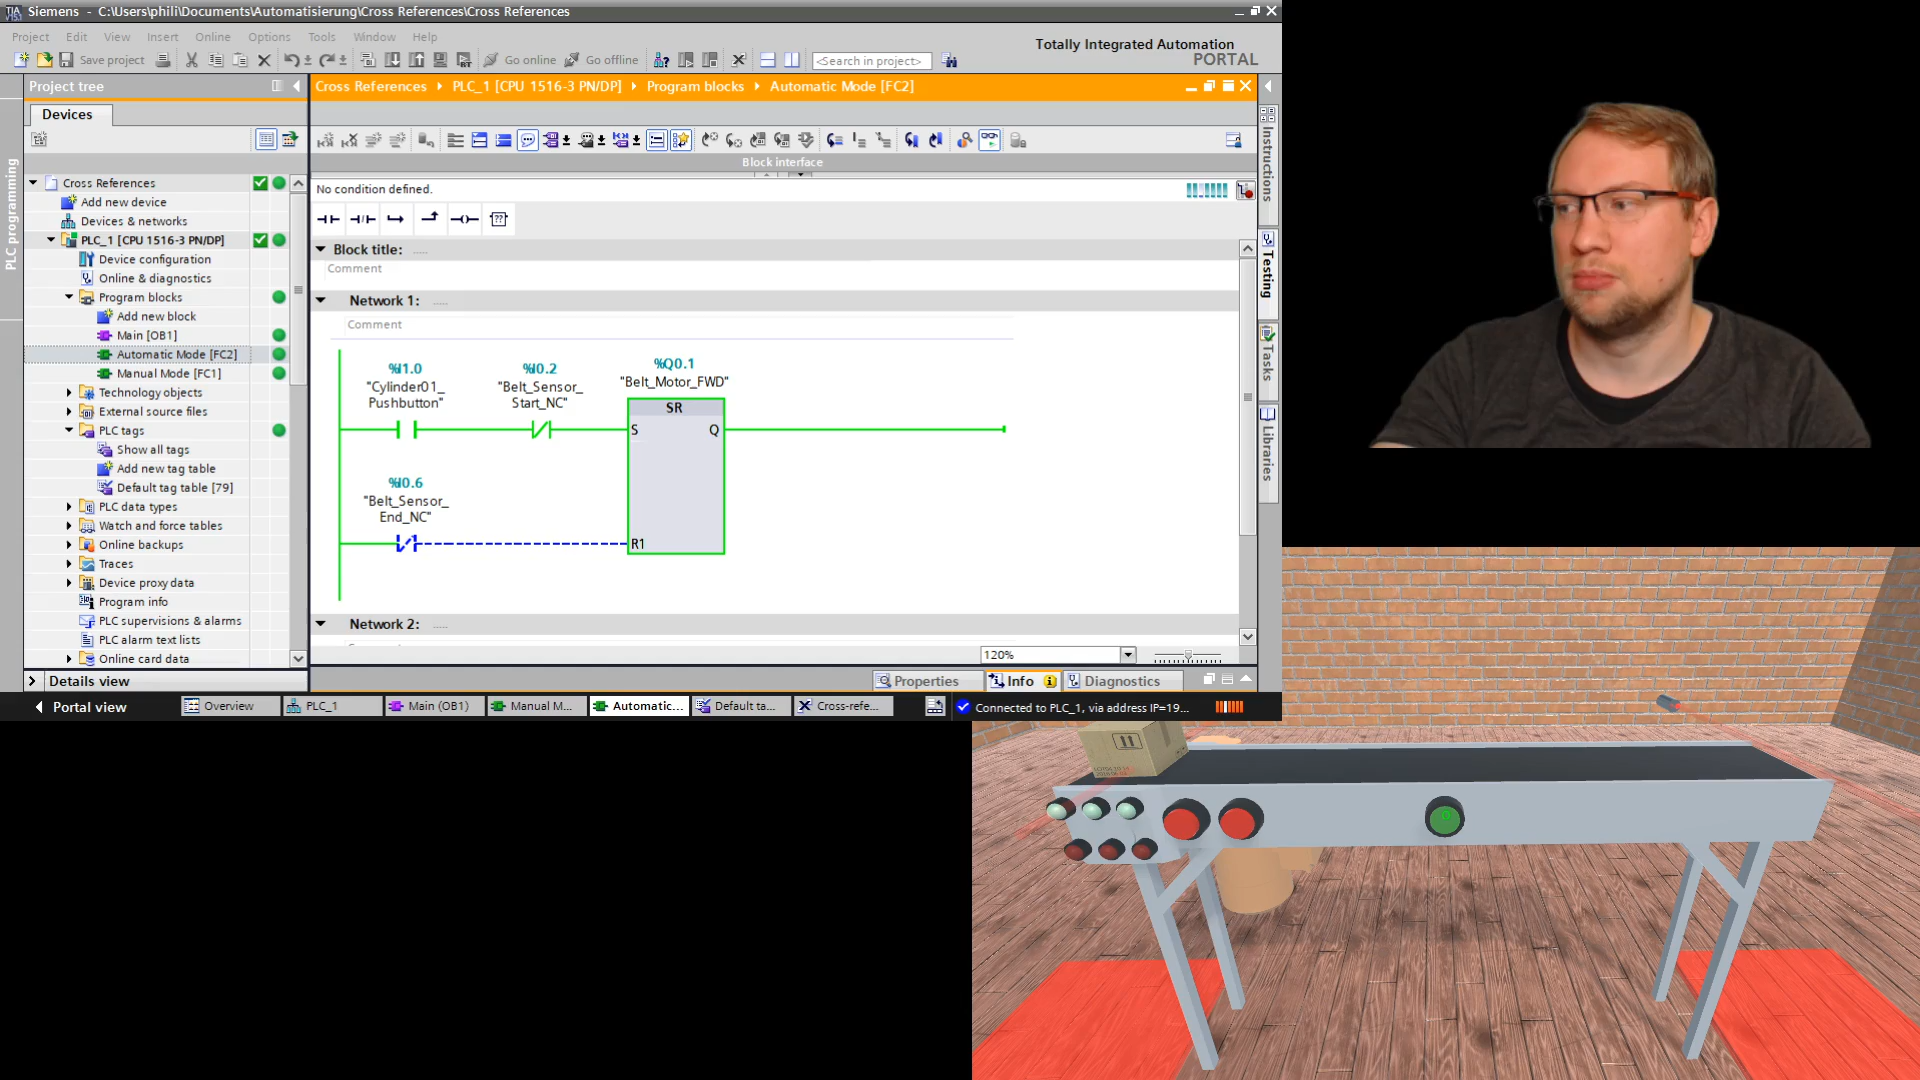 Siemens - C:\Users\phili\Documents\Automatisierung\Cross References\Cross References
Project Edit View Insert Online Options Tools Window Help
Save project Go online Go offline <Search in project>
Totally Integrated Automation
PORTAL
Project tree
Cross References PLC_1 [CPU 1516-3 PN/DP] Program blocks Automatic Mode [FC2]
Devices
Block interface
PLC programming
No condition defined.
Cross References
Add new device
Devices & networks
PLC_1 [CPU 1516-3 PN/DP]
Device configuration
Online & diagnostics
Program blocks
Add new block
Main [OB1]
Automatic Mode [FC2]
Manual Mode [FC1]
Technology objects
External source files
PLC tags
Show all tags
Add new tag table
Default tag table [79]
PLC data types
Watch and force tables
Online backups
Traces
Device proxy data
Program info
PLC supervisions & alarms
PLC alarm text lists
Online card data
Details view
Block title: .....
Comment
Network 1: .....
Comment
%I1.0
"Cylinder01_
Pushbutton"
%I0.2
"Belt_Sensor_
Start_NC"
%Q0.1
"Belt_Motor_FWD"
SR
S Q
%I0.6
"Belt_Sensor_
End_NC"
R1
Network 2: .....
120%
Properties Info Diagnostics
Instructions
Testing
Tasks
Libraries
Portal view Overview PLC_1 Main (OB1) Manual M... Automatic... Default ta... Cross-refe... Connected to PLC_1, via address IP=19...